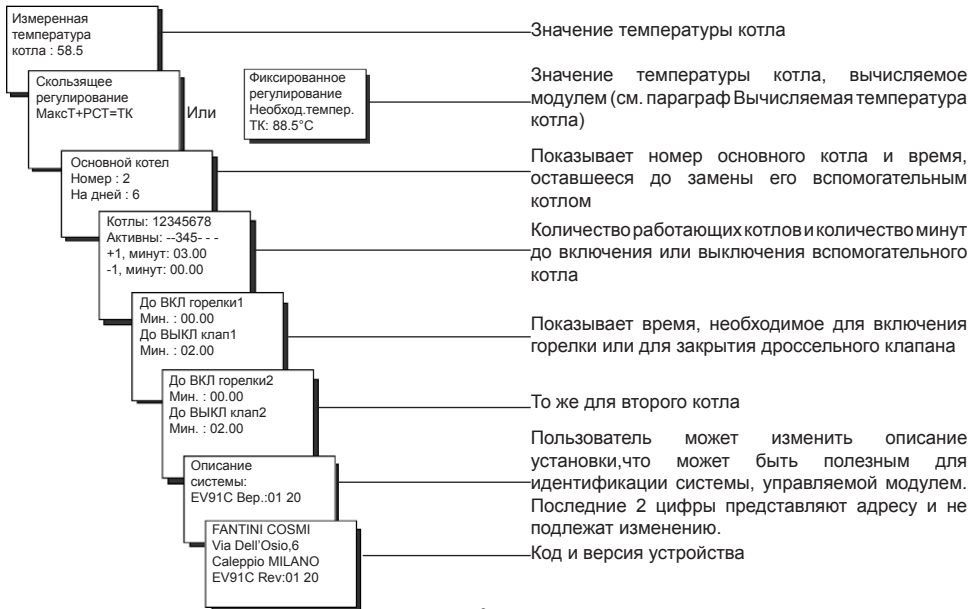 Измеренная
температура
котла : 58.5
Значение температуры котла
Скользящее
регулирование
МаксТ+РСТ=ТК
Или
Фиксированное
регулирование
Необход.темпер.
ТК: 88.5°С
Значение температуры котла, вычисляемое
модулем (см. параграф Вычисляемая температура
котла)
Основной котел
Номер : 2
На дней : 6
Показывает номер основного котла и время,
оставшееся до замены его вспомогательным
котлом
Котлы: 12345678
Активны: --345- - -
+1, минут: 03.00
-1, минут: 00.00
Количество работающих котлов и количество минут
до включения или выключения вспомогательного
котла
До ВКЛ горелки1
Мин. : 00.00
До ВЫКЛ клап1
Мин. : 02.00
Показывает время, необходимое для включения
горелки или для закрытия дроссельного клапана
До ВКЛ горелки2
Мин. : 00.00
До ВЫКЛ клап2
Мин. : 02.00
То же для второго котла
Описание
системы:
EV91C Вер.:01 20
Пользователь может изменить описание
установки,что может быть полезным для
идентификации системы, управляемой модулем.
Последние 2 цифры представляют адресу и не
подлежат изменению.
FANTINI COSMI
Via Dell'Osio,6
Caleppio MILANO
EV91C Rev:01 20
Код и версия устройства